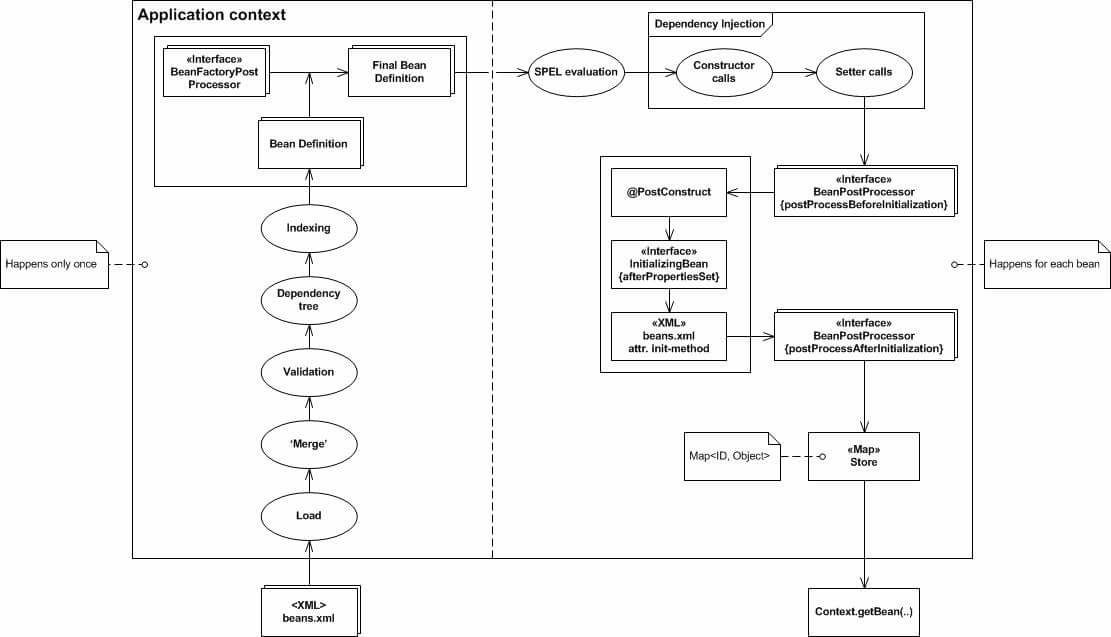 Application context
Dependency Injection
«Interface»
BeanFactoryPost
Processor
Final Bean
Definition
SPEL evaluation
Constructor
calls
Setter calls
Bean Definition
@PostConstruct
«Interface»
BeanPostProcessor
{postProcessBeforeInitialization}
Indexing
Happens only once
«Interface»
InitializingBean
{afterPropertiesSet}
Happens for each bean
Dependency
tree
«XML»
beans.xml
attr. init-method
«Interface»
BeanPostProcessor
{postProcessAfterInitialization}
Validation
‘Merge’
Map<ID, Object>
«Map»
Store
Load
<XML>
beans.xml
Context.getBean(..)